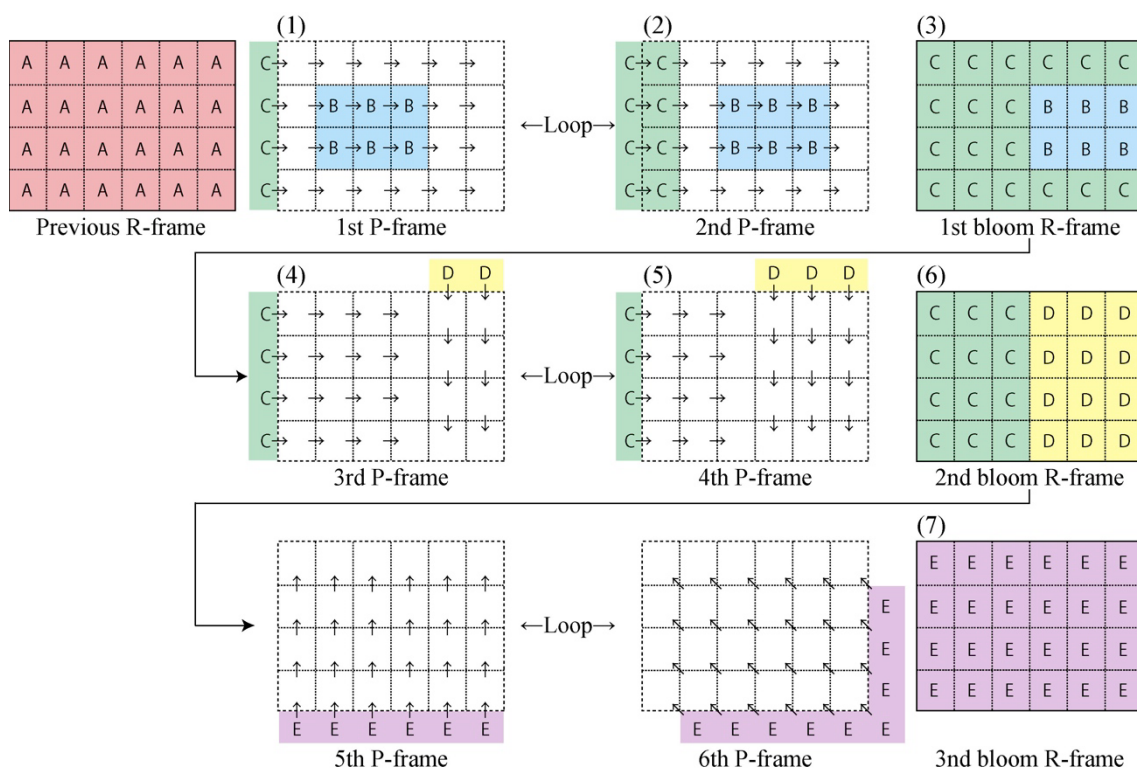 (1) (2) (3)
A A A A A A C C C C C C C C C
A A A A A A C B B B C C B B B C C C B B B
←Loop→
A A A A A A C B B B C C B B B C C C B B B
A A A A A A C C C C C C C C C
Previous R-frame 1st P-frame 2nd P-frame 1st bloom R-frame
(4) D D (5) D D D (6)
C C C C C D D D
C C C C C D D D
←Loop→
C C C C C D D D
C C C C C D D D
3rd P-frame 4th P-frame 2nd bloom R-frame
(7)
E E E E E E
E E E E E E E
←Loop→
E E E E E E E
E E E E E E E
E E E E E E E E E E E E
5th P-frame 6th P-frame 3nd bloom R-frame